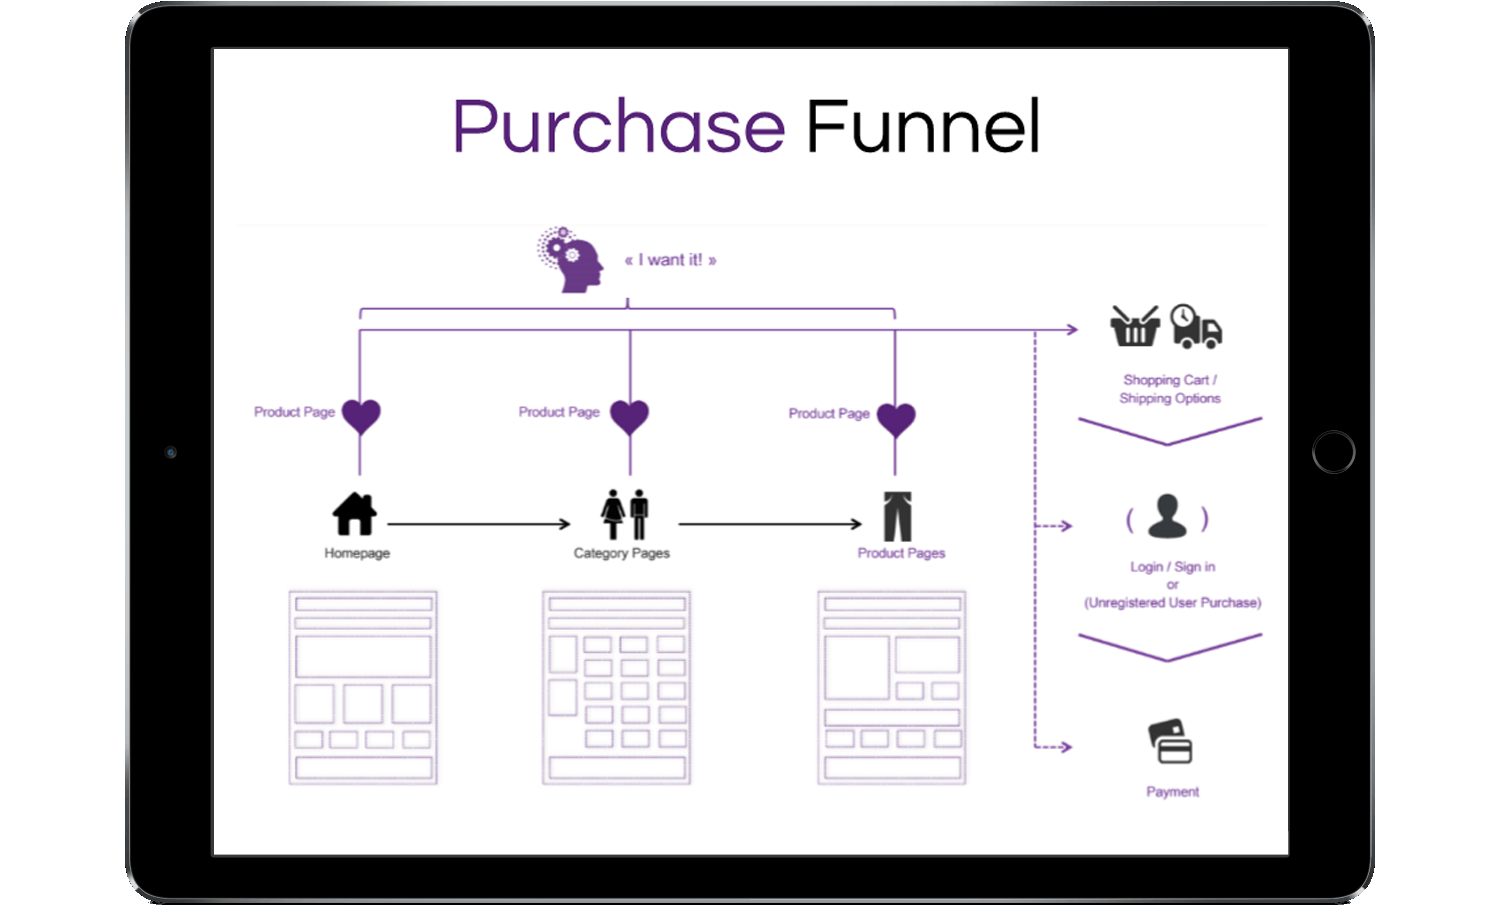 Purchase Funnel
« I want it! »
Product Page
Product Page
Product Page
Homepage
Category Pages
Product Pages
Shopping Cart /
Shipping Options
( )
Login / Sign in
or
(Unregistered User Purchase)
Payment